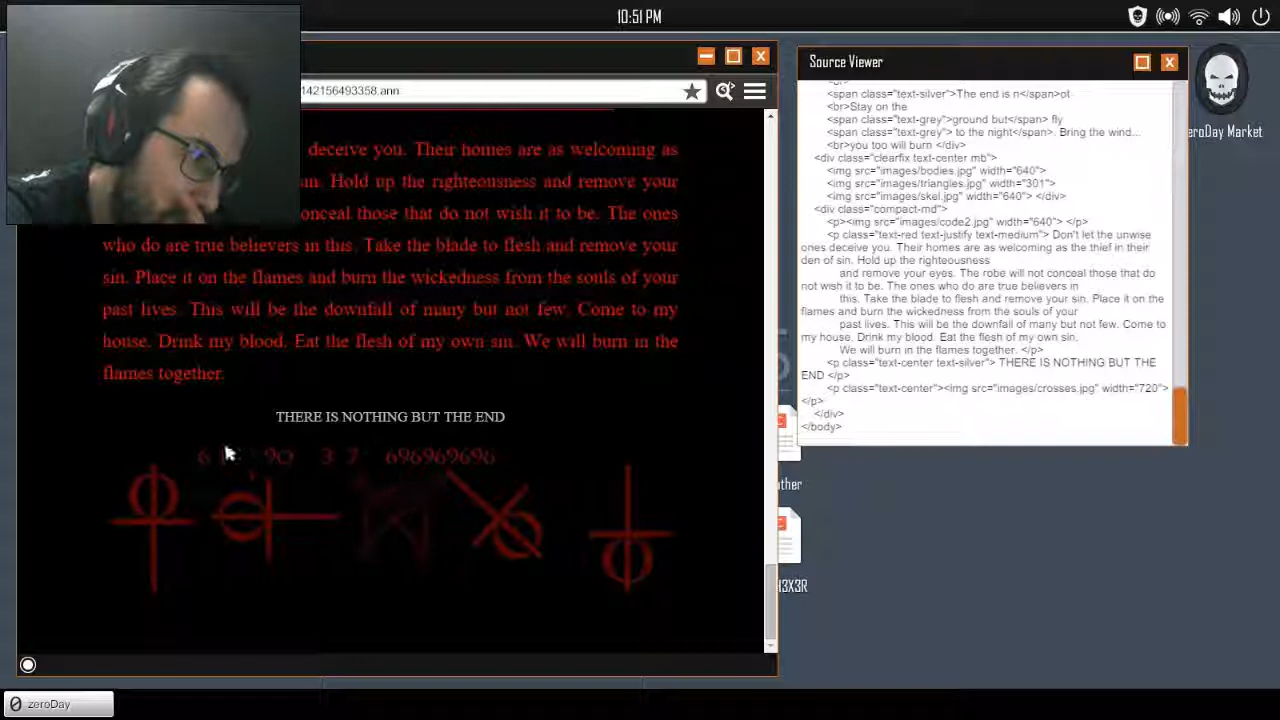 10:51 PM
142156493358.ann
deceive you. Their homes are as welcoming as
Hold up the righteousness and remove your
conceal those that do not wish it to be. The ones
who do are true believers in this. Take the blade to flesh and remove your
sin. Place it on the flames and burn the wickedness from the souls of your
past lives. This will be the downfall of many but not few. Come to my
house. Drink my blood. Eat the flesh of my own sin. We will burn in the
flames together.
THERE IS NOTHING BUT THE END
90 3 7 696969696
Source Viewer
<span class="text-silver">The end is n</span>ot
<br>Stay on the
<span class="text-grey">ground but</span> fly
<span class="text-grey"> to the night</span>. Bring the wind...
<br>you too will burn </div>
<div class="clearfix text-center mb">
<img src="images/bodies.jpg" width="640">
<img src="images/triangles.jpg" width="301">
<img src="images/skel.jpg" width="640"> </div>
<div class="compact-md">
<p><img src="images/code2.jpg" width="640"> </p>
<p class="text-red text-justify text-medium"> Don't let the unwise
ones deceive you. Their homes are as welcoming as the thief in their
den of sin. Hold up the righteousness
and remove your eyes. The robe will not conceal those that do
not wish it to be. The ones who do are true believers in
this. Take the blade to flesh and remove your sin. Place it on the
flames and burn the wickedness from the souls of your
past lives. This will be the downfall of many but not few. Come to
my house. Drink my blood. Eat the flesh of my own sin.
We will burn in the flames together. </p>
<p class="text-center text-silver"> THERE IS NOTHING BUT THE
END </p>
<p class="text-center"><img src="images/crosses.jpg" width="720">
</p>
</div>
</body>
zeroDay Market
ther
H3X3R
zeroDay